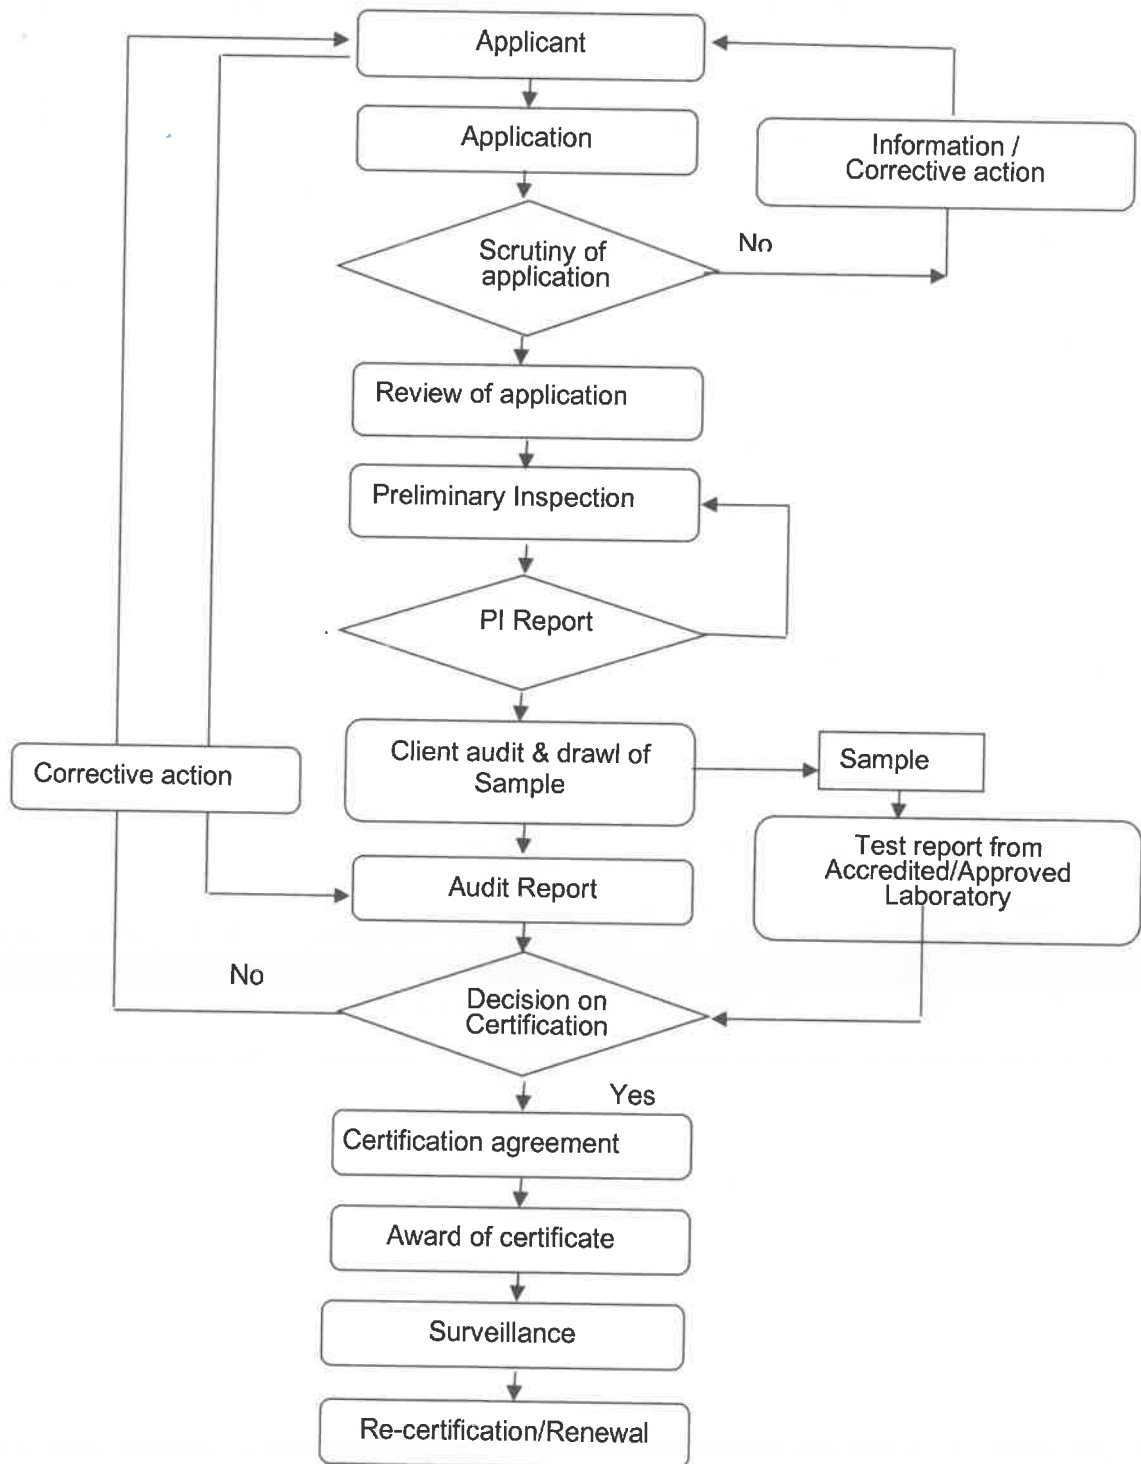 Applicant
Application
Information /
Corrective action
Scrutiny of
application
No
Review of application
Preliminary Inspection
PI Report
Client audit & drawl of
Sample
Sample
Corrective action
Test report from
Accredited/Approved
Laboratory
Audit Report
No
Decision on
Certification
Yes
Certification agreement
Award of certificate
Surveillance
Re-certification/Renewal